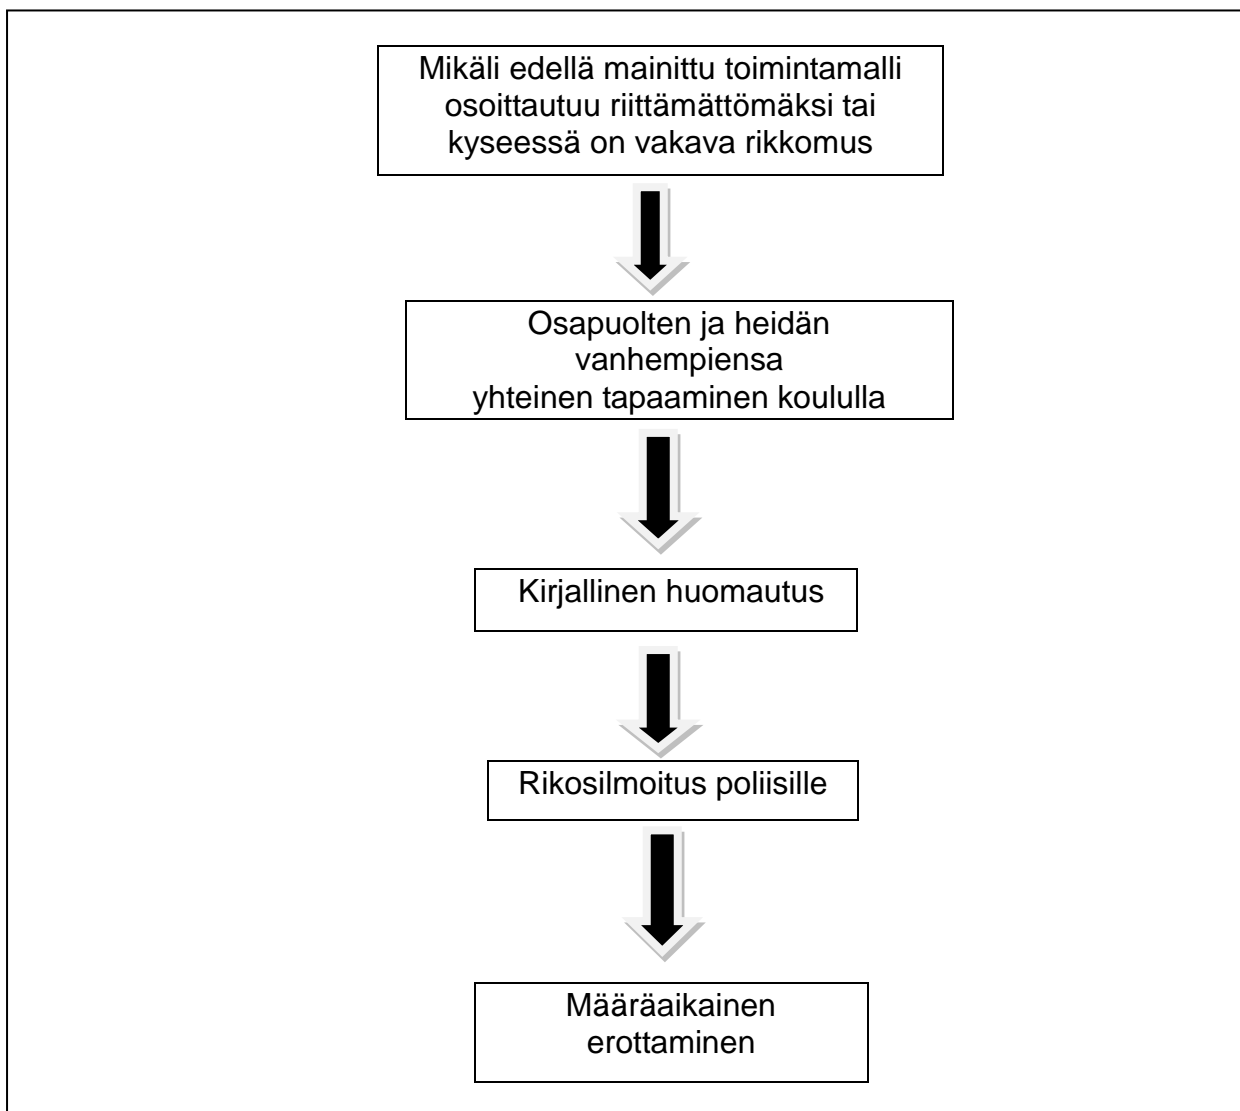 Mikäli edellä mainittu toimintamalli
osoittautuu riittämättömäksi tai
kyseessä on vakava rikkomus
Osapuolten ja heidän
vanhempiensa
yhteinen tapaaminen koululla
Kirjallinen huomautus
Rikosilmoitus poliisille
Määräaikainen
erottaminen